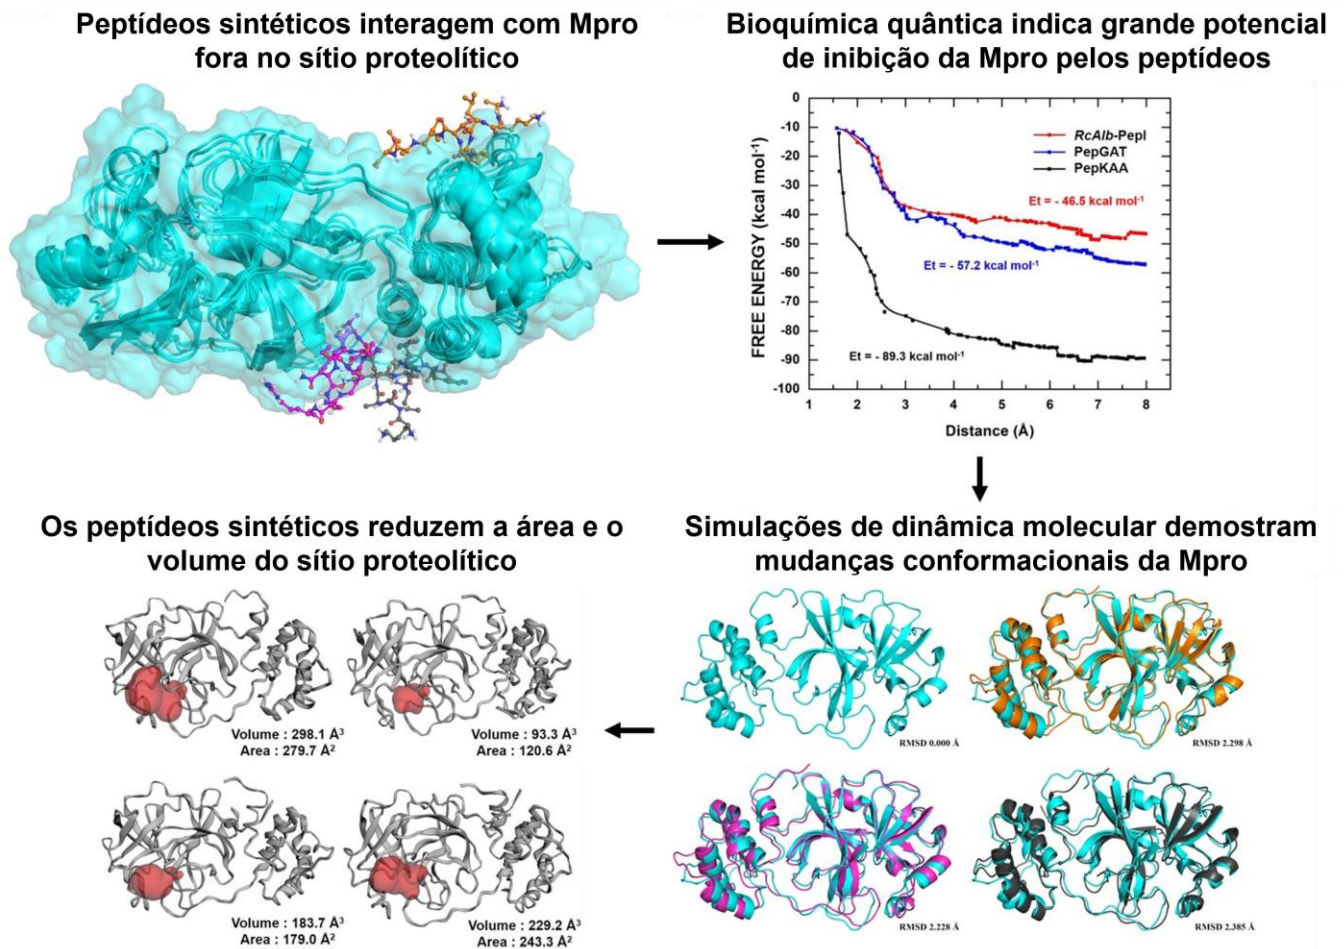 Peptídeos sintéticos interagem com Mpro
fora no sítio proteolítico
Bioquímica quântica indica grande potencial
de inibição da Mpro pelos peptídeos
0
-10
-20
-30
-40
-50
-60
-70
-80
-90
-100
FREE ENERGY (kcal mol⁻¹)
RcAlb-PepI
PepGAT
PepKAA
Et = - 46.5 kcal mol⁻¹
Et = - 57.2 kcal mol⁻¹
Et = - 89.3 kcal mol⁻¹
1 2 3 4 5 6 7 8
Distance (Å)
Os peptídeos sintéticos reduzem a área e o
volume do sítio proteolítico
Volume : 298.1 Å³
Area : 279.7 Å²
Volume : 93.3 Å³
Area : 120.6 Å²
Volume : 183.7 Å³
Area : 179.0 Å²
Volume : 229.2 Å³
Area : 243.3 Å²
Simulações de dinâmica molecular demostram
mudanças conformacionais da Mpro
RMSD 0.000 Å
RMSD 2.298 Å
RMSD 2.228 Å
RMSD 2.385 Å